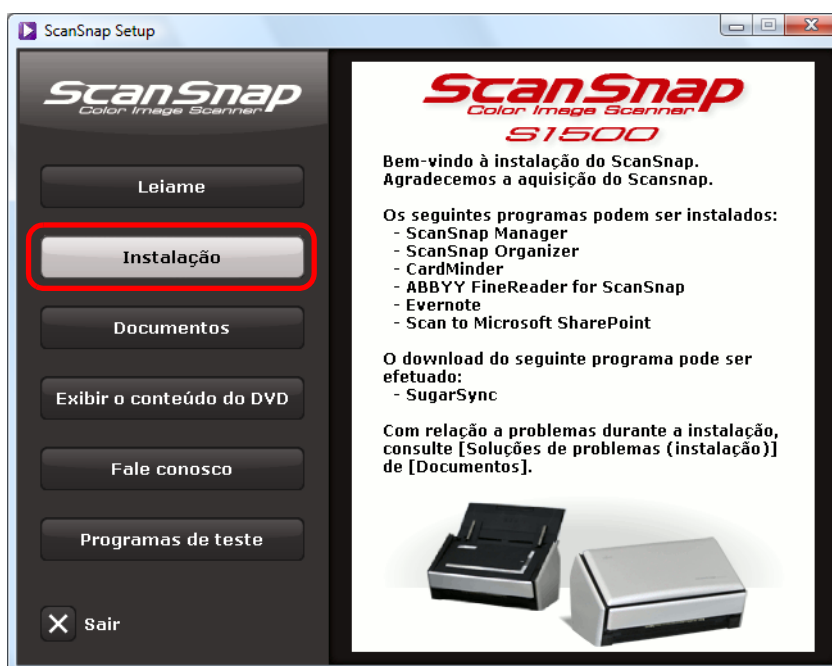 ScanSnap Setup
ScanSnap
Color Image Scanner
Leiame
Instalação
Documentos
Exibir o conteúdo do DVD
Fale conosco
Programas de teste
Sair
ScanSnap
Color Image Scanner
S1500
Bem-vindo à instalação do ScanSnap.
Agradecemos a aquisição do Scansnap.
Os seguintes programas podem ser instalados:
- ScanSnap Manager
- ScanSnap Organizer
- CardMinder
- ABBYY FineReader for ScanSnap
- Evernote
- Scan to Microsoft SharePoint
O download do seguinte programa pode ser
efetuado:
- SugarSync
Com relação a problemas durante a instalação,
consulte [Soluções de problemas (instalação)]
de [Documentos].